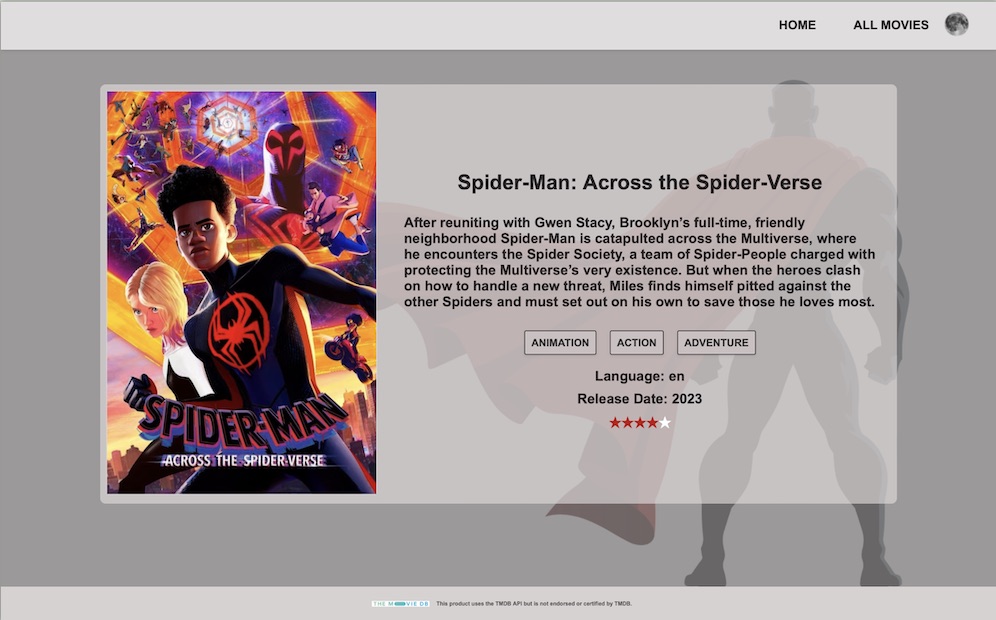 HOME
ALL MOVIES
Spider-Man: Across the Spider-Verse
After reuniting with Gwen Stacy, Brooklyn’s full-time, friendly
neighborhood Spider-Man is catapulted across the Multiverse, where
he encounters the Spider Society, a team of Spider-People charged with
protecting the Multiverse’s very existence. But when the heroes clash
on how to handle a new threat, Miles finds himself pitted against the
other Spiders and must set out on his own to save those he loves most.
ANIMATION
ACTION
ADVENTURE
Language: en
Release Date: 2023
SPIDER-MAN
ACROSS THE SPIDER-VERSE
THE MOVIE DB
This product uses the TMDB API but is not endorsed or certified by TMDB.